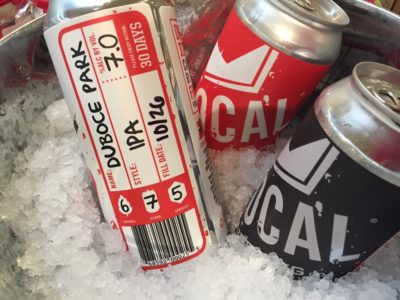 NAME: DUBOCE PARK
%ALC BY VOL. 7.0
30 DAYS
STYLE: IPA
FILL DATE: 10/26
6 7 5
OCAL
OCAL